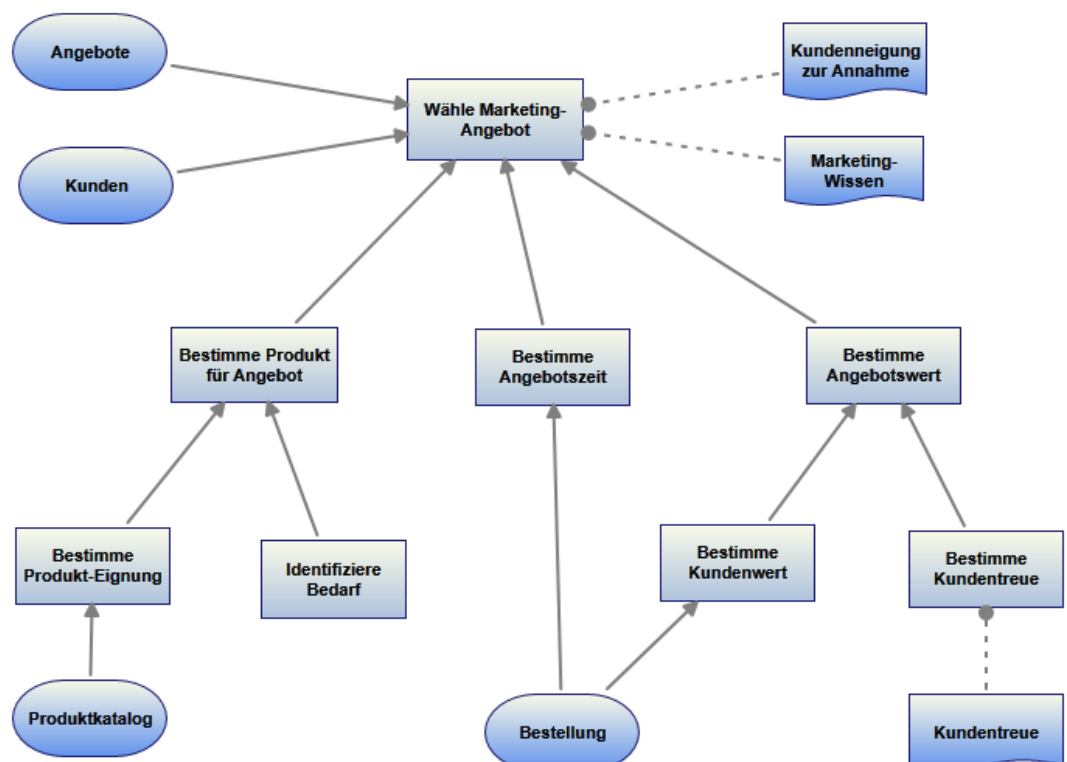 Angebote
Kundenneigung
zur Annahme
Wähle Marketing-
Angebot
Kunden
Marketing-
Wissen
Bestimme Produkt
für Angebot
Bestimme
Angebotszeit
Bestimme
Angebotswert
Bestimme
Produkt-Eignung
Identifiziere
Bedarf
Bestimme
Kundenwert
Bestimme
Kundentreue
Produktkatalog
Bestellung
Kundentreue